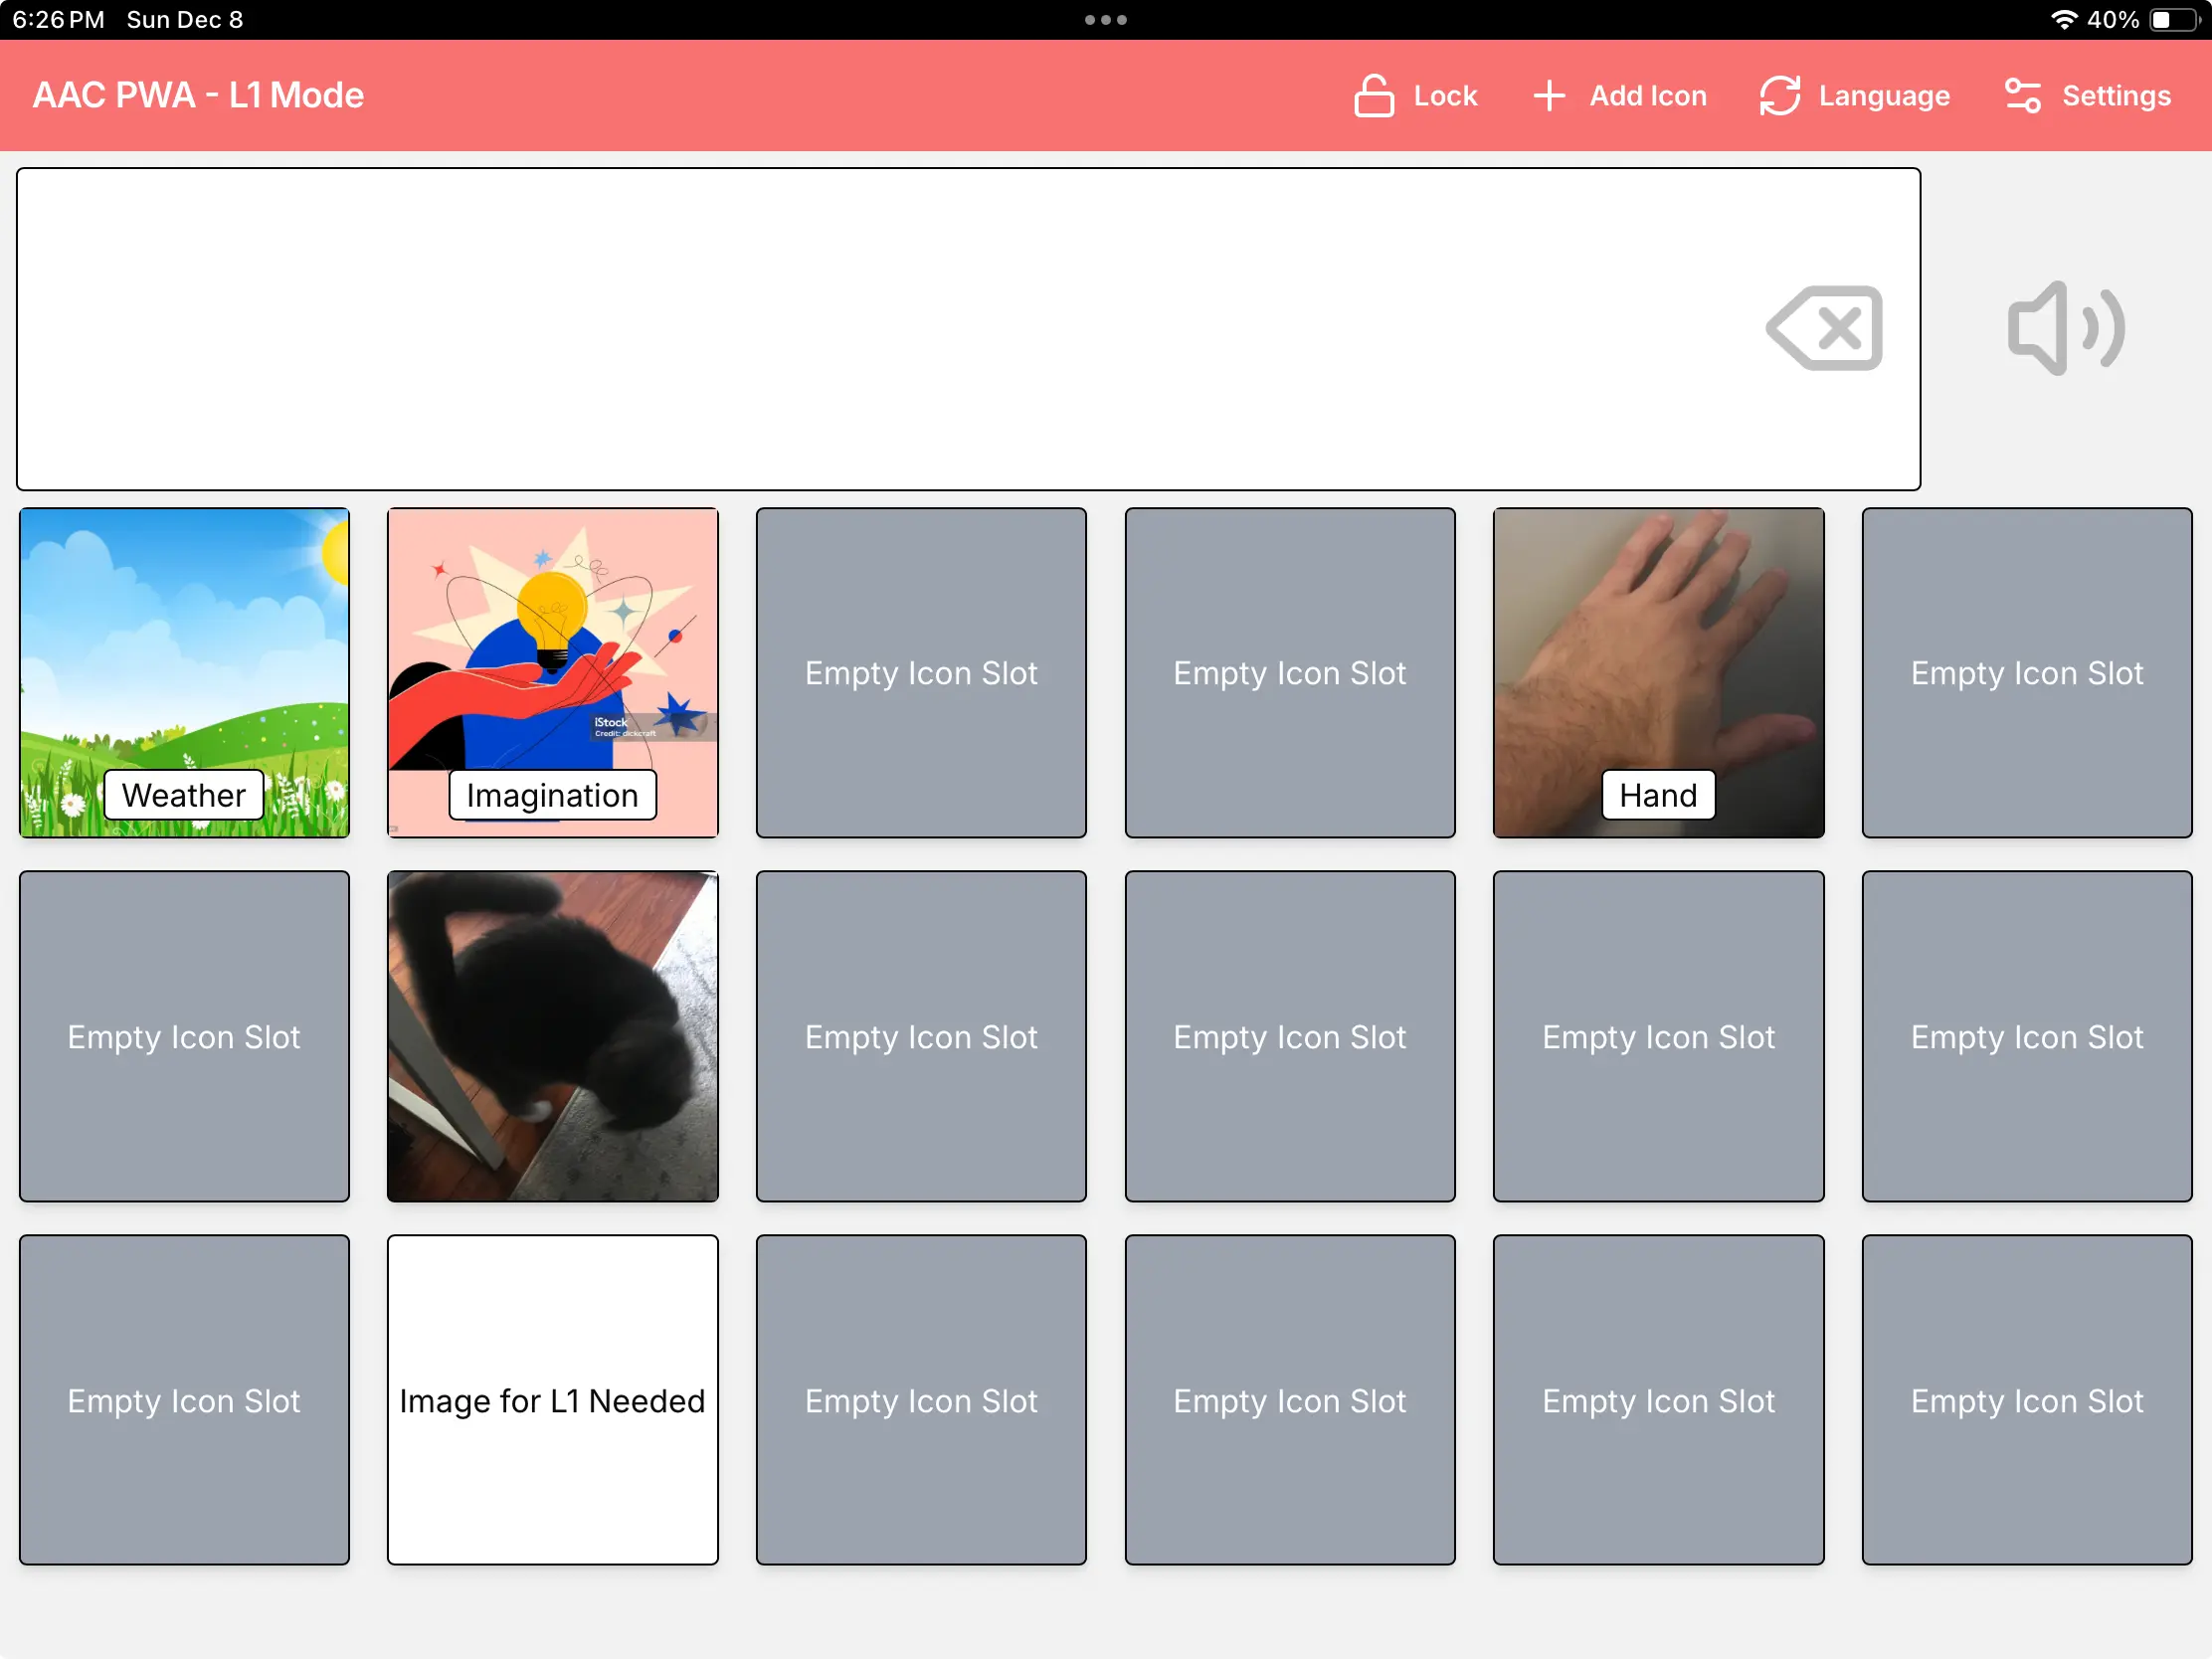 6:26 PM Sun Dec 8
40%
AAC PWA - L1 Mode
Lock
Add Icon
Language
Settings
iStock
Credit: dickcraft
Weather
Imagination
Empty Icon Slot
Empty Icon Slot
Hand
Empty Icon Slot
Empty Icon Slot
Empty Icon Slot
Empty Icon Slot
Empty Icon Slot
Empty Icon Slot
Empty Icon Slot
Image for L1 Needed
Empty Icon Slot
Empty Icon Slot
Empty Icon Slot
Empty Icon Slot